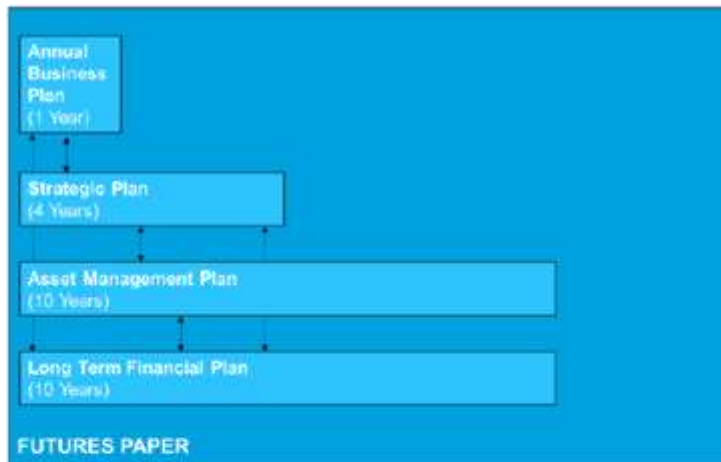 Annual
Business
Plan
(1 Year)
Strategic Plan
(4 Years)
Asset Management Plan
(10 Years)
Long Term Financial Plan
(10 Years)
FUTURES PAPER